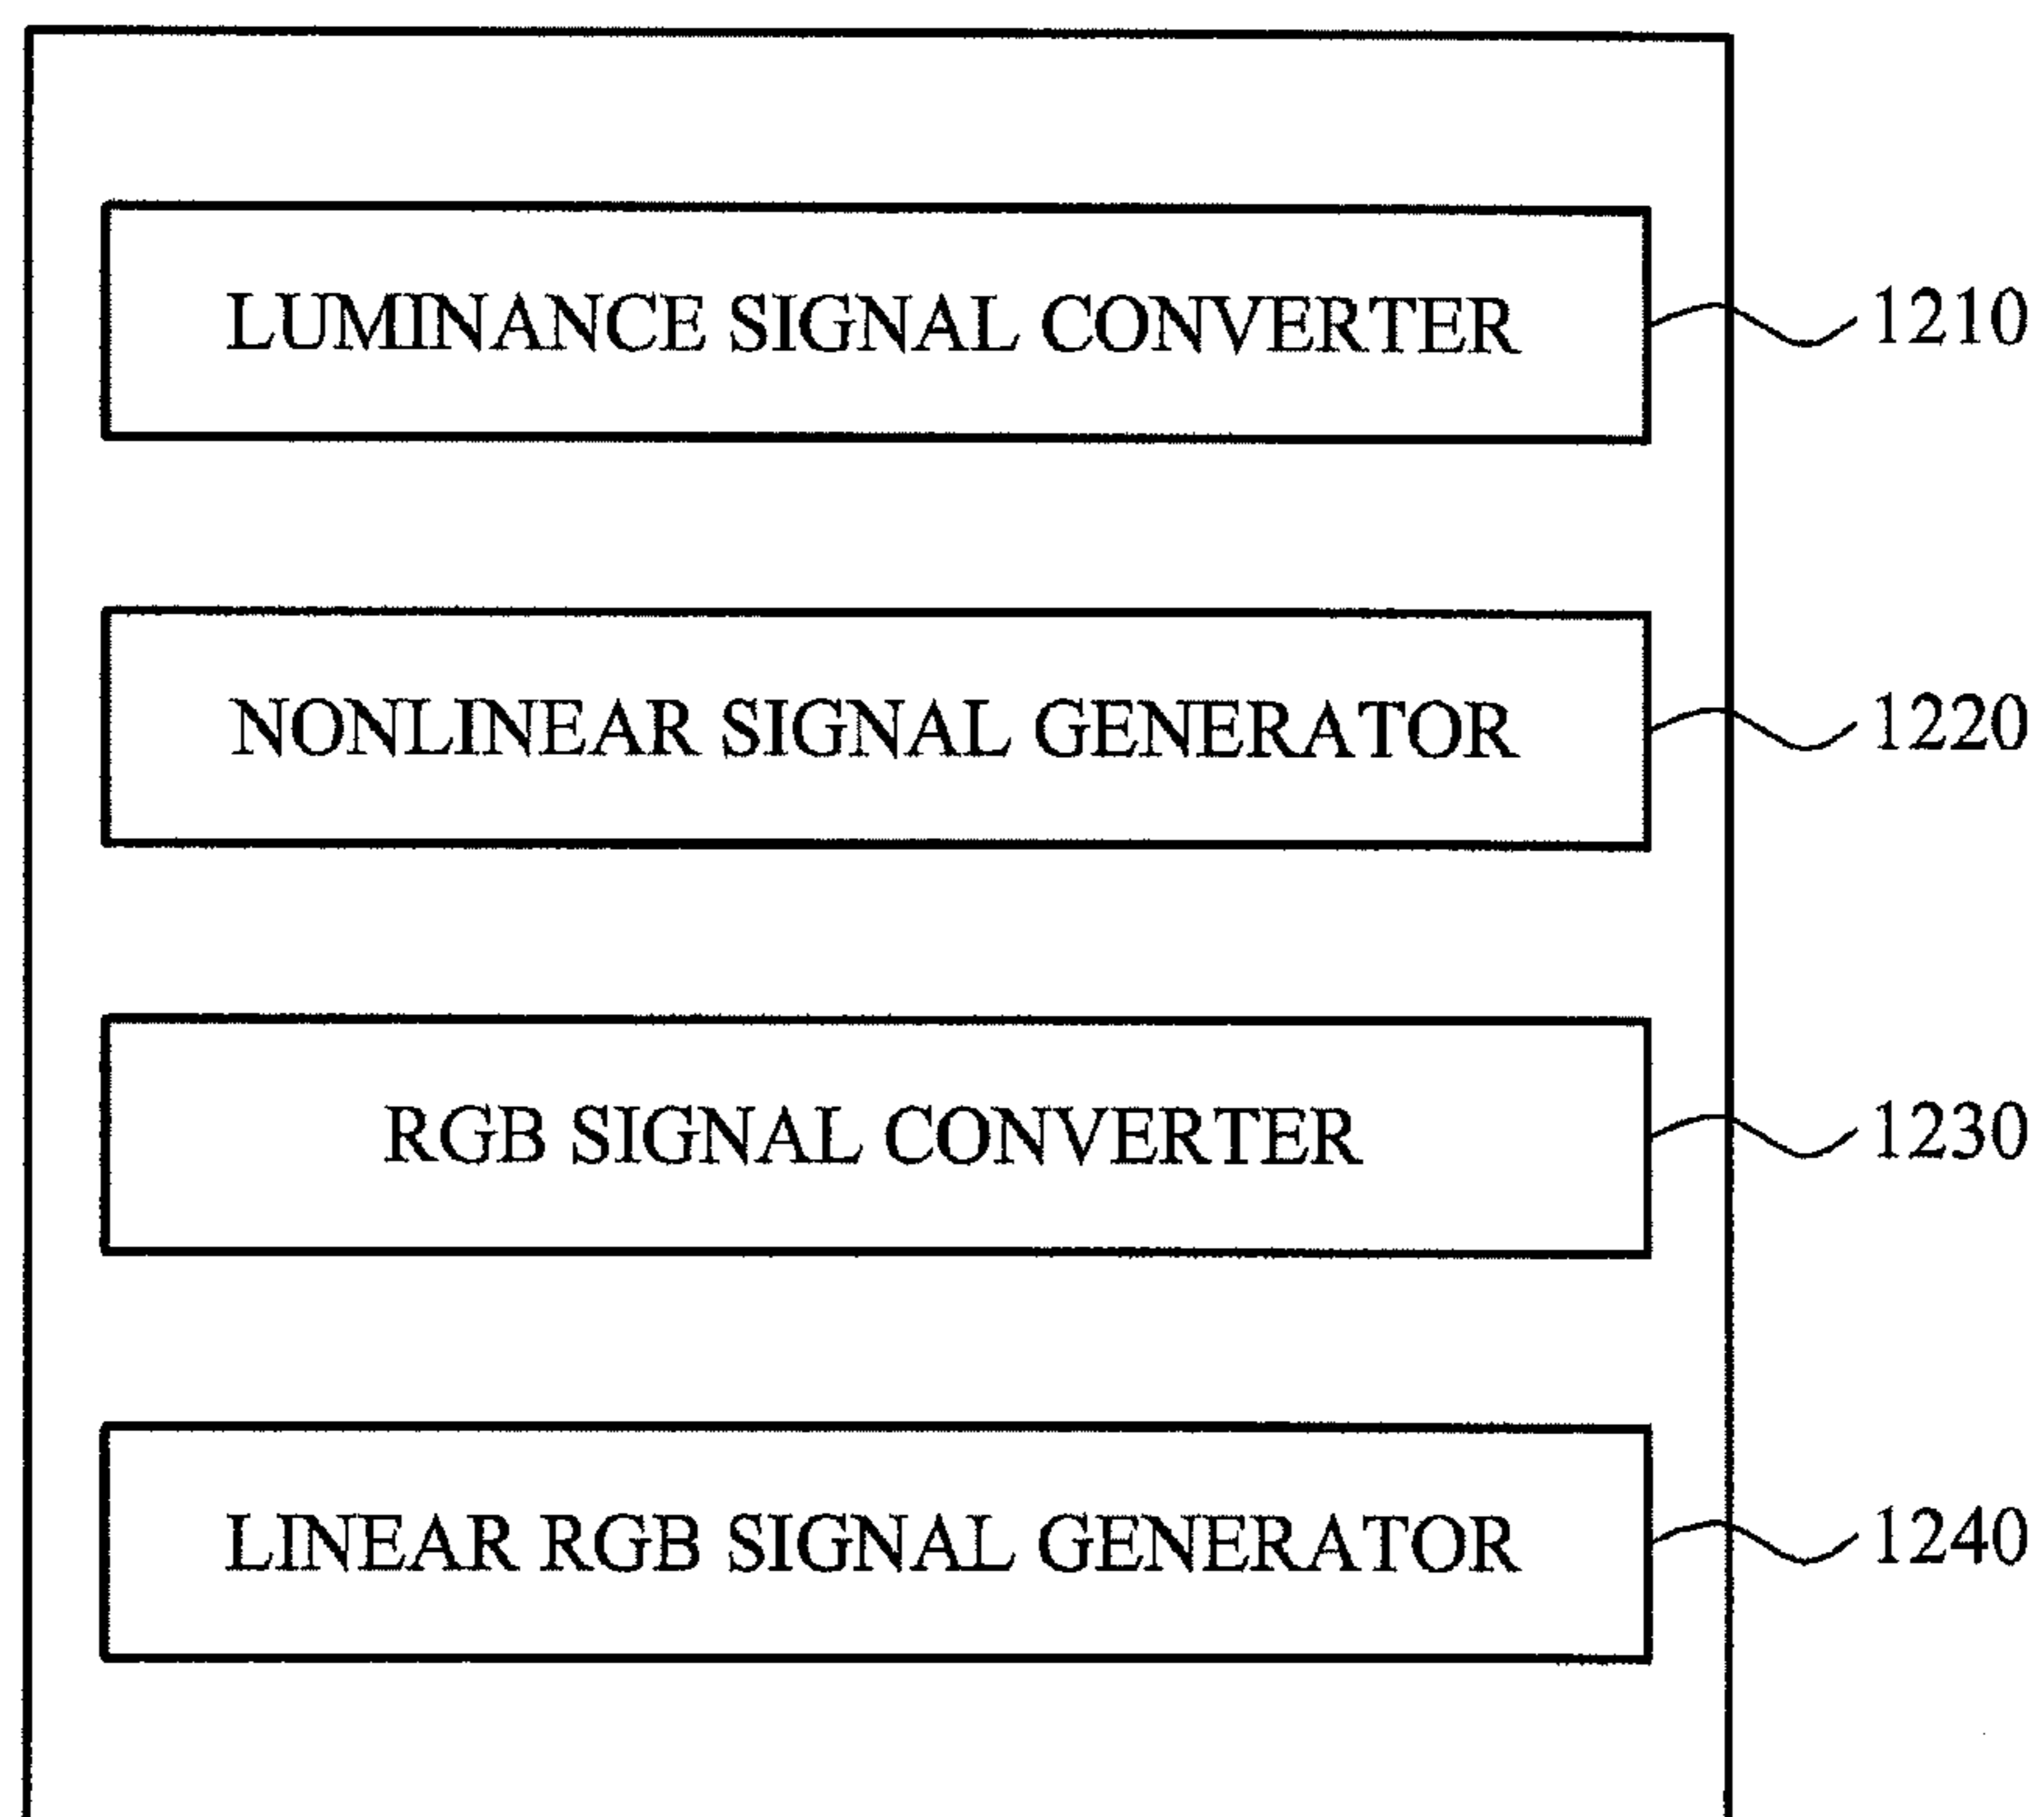 LUMINANCE SIGNAL CONVERTER 1210
NONLINEAR SIGNAL GENERATOR 1220
RGB SIGNAL CONVERTER 1230
LINEAR RGB SIGNAL GENERATOR 1240